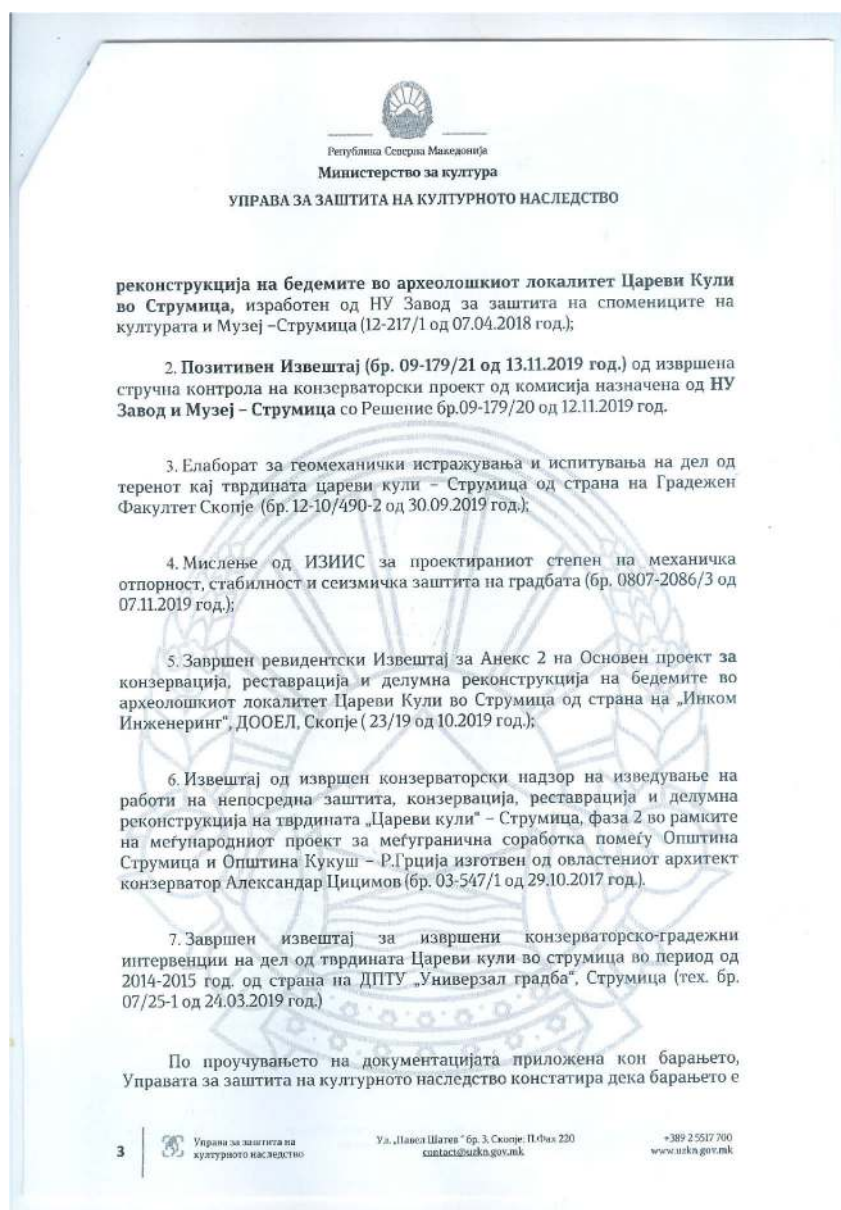 Република Северна Македонија
Министерство за култура
УПРАВА ЗА ЗАШТИТА НА КУЛТУРНОТО НАСЛЕДСТВО
реконструкција на бедемите во археолошкиот локалитет Цареви Кули
во Струмица, изработен од НУ Завод за заштита на спомениците на
културата и Музеј –Струмица (12-217/1 од 07.04.2018 год.);
2. Позитивен Извештај (бр. 09-179/21 од 13.11.2019 год.) од извршена
стручна контрола на конзерваторски проект од комисија назначена од НУ
Завод и Музеј – Струмица со Решение бр.09-179/20 од 12.11.2019 год.
3. Елаборат за геомеханички истражувања и испитувања на дел од
теренот кај тврдината цареви кули – Струмица од страна на Градежен
Факултет Скопје (бр. 12-10/490-2 од 30.09.2019 год.);
4. Мислење од ИЗИИС за проектираниот степен на механичка
отпорност, стабилност и сеизмичка заштита на градбата (бр. 0807-2086/3 од
07.11.2019 год.);
5. Завршен ревидентски Извештај за Анекс 2 на Основен проект за
конзервација, реставрација и делумна реконструкција на бедемите во
археолошкиот локалитет Цареви Кули во Струмица од страна на „Инком
Инженеринг“, ДООЕЛ, Скопје ( 23/19 од 10.2019 год.);
6. Извештај од извршен конзерваторски надзор на изведување на
работи на непосредна заштита, конзервација, реставрација и делумна
реконструкција на тврдината „Цареви кули“ – Струмица, фаза 2 во рамките
на меѓународниот проект за меѓугранична соработка помеѓу Општина
Струмица и Општина Кукуш – Р.Грција изготвен од овластениот архитект
конзерватор Александар Цицимов (бр. 03-547/1 од 29.10.2017 год.).
7. Завршен извештај за извршени конзерваторско-градежни
интервенции на дел од тврдината Цареви кули во струмица во период од
2014-2015 год. од страна на ДПТУ „Универзал градба“, Струмица (тех. бр.
07/25-1 од 24.03.2019 год.)
По проучувањето на документацијата приложена кон барањето,
Управата за заштита на културното наследство констатира дека барањето е
3
Управа за заштита на
културното наследство
Ул. „Павел Шатев “ бр. 3, Скопје; П.Фах 220
contact@uzkn.gov.mk
+389 2 5517 700
www.uzkn.gov.mk